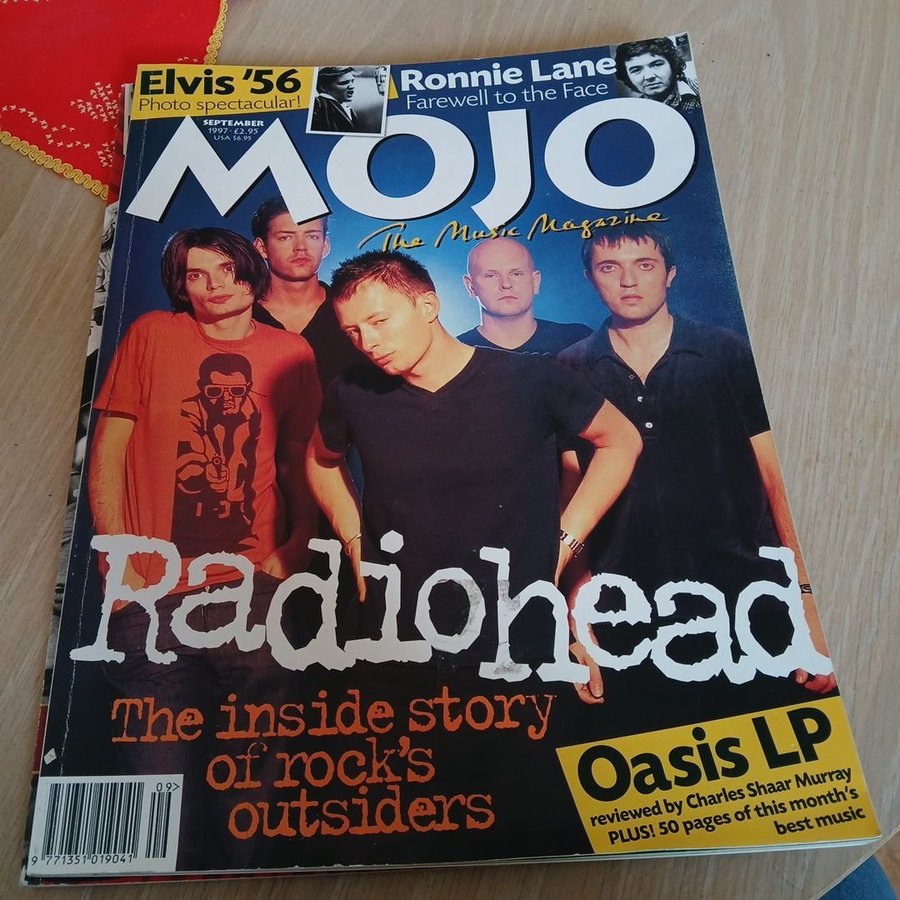 Elvis '56
Photo spectacular!
Ronnie Lane
Farewell to the Face
SEPTEMBER
1997 · £2.95
USA $6.95
MOJO
The Music Magazine
Radiohead
The inside story
of rock's
outsiders
Oasis LP
reviewed by Charles Shaar Murray
PLUS! 50 pages of this month's
best music
09>
9 771351 019041